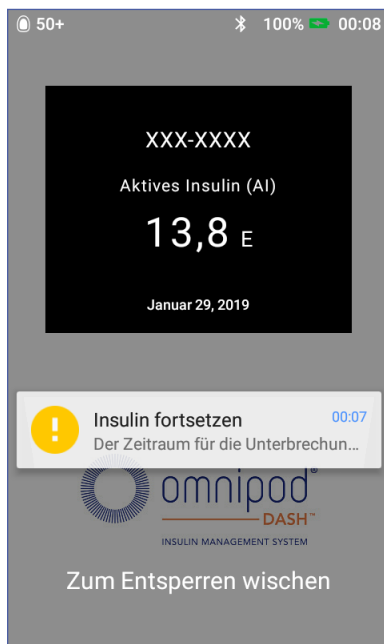 50+ 100% 00:08
XXX-XXXX
Aktives Insulin (AI)
13,8 E
Januar 29, 2019
Insulin fortsetzen 00:07
Der Zeitraum für die Unterbrechun...
omnipod®
DASH™
INSULIN MANAGEMENT SYSTEM
Zum Entsperren wischen